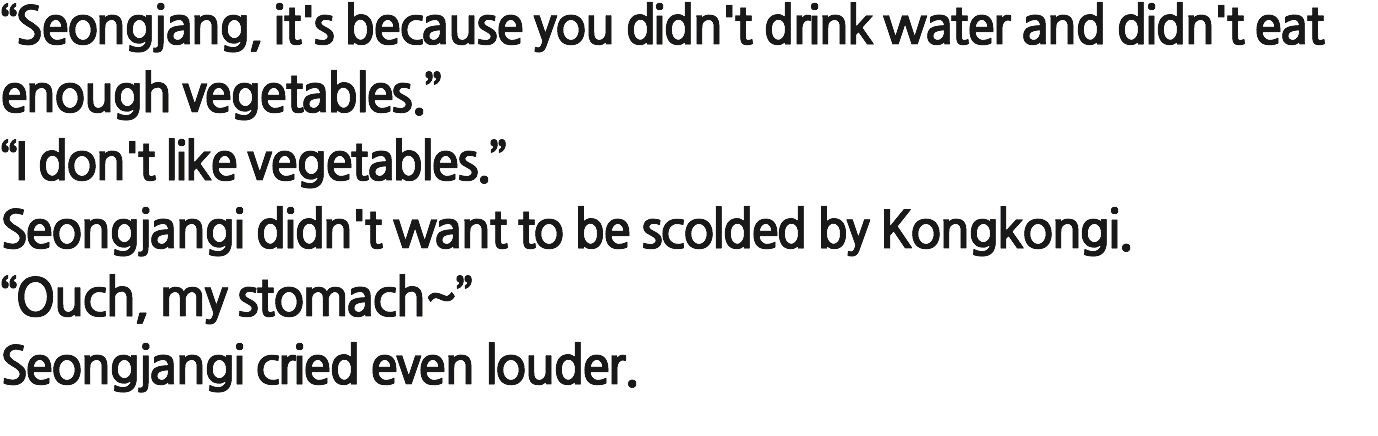 “Seongjang, it's because you didn't drink water and didn't eat
enough vegetables.”
“I don't like vegetables.”
Seongjangi didn't want to be scolded by Kongkongi.
“Ouch, my stomach~”
Seongjangi cried even louder.